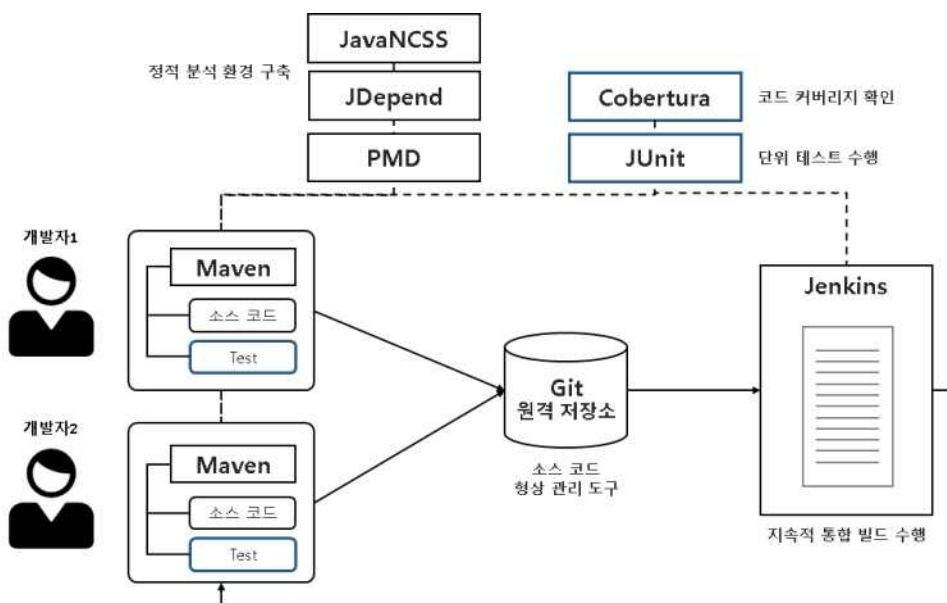 JavaNCSS
정적 분석 환경 구축
JDepend
Cobertura
코드 커버리지 확인
PMD
JUnit
단위 테스트 수행
개발자1
Maven
소스 코드
Test
Jenkins
Git
원격 저장소
소스 코드
형상 관리 도구
개발자2
Maven
소스 코드
Test
지속적 통합 빌드 수행